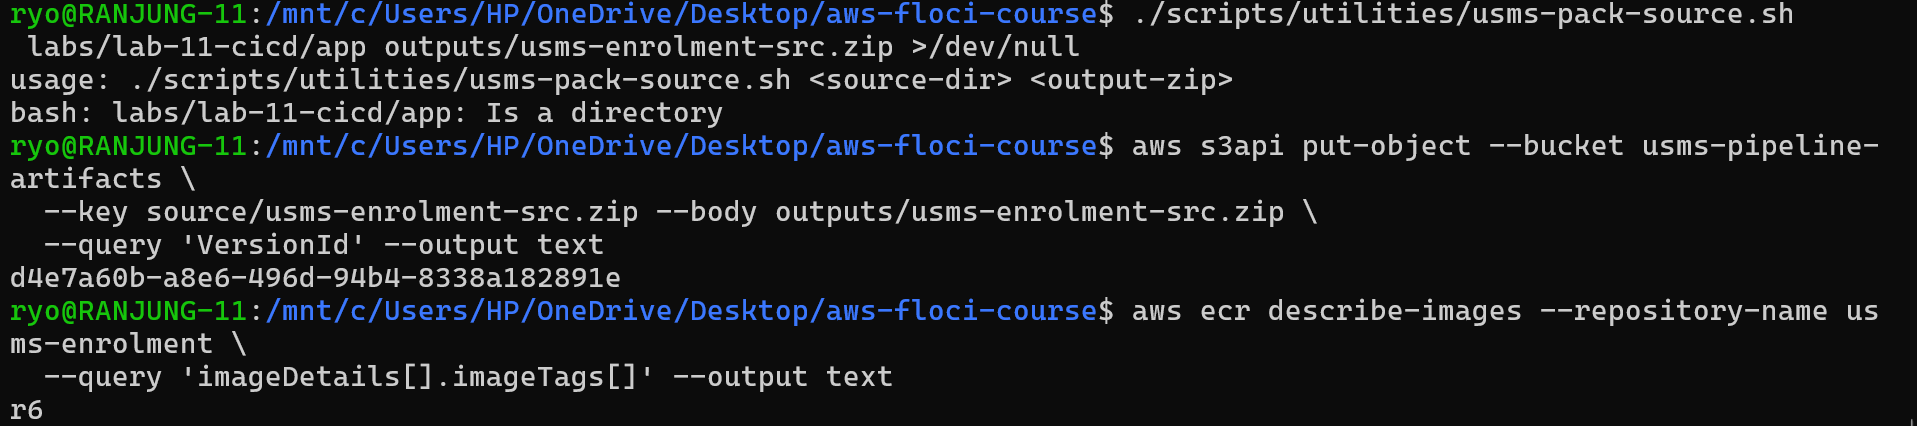 ryo@RANJUNG-11:/mnt/c/Users/HP/OneDrive/Desktop/aws-floci-course$ ./scripts/utilities/usms-pack-source.sh
 labs/lab-11-cicd/app outputs/usms-enrolment-src.zip >/dev/null
usage: ./scripts/utilities/usms-pack-source.sh <source-dir> <output-zip>
bash: labs/lab-11-cicd/app: Is a directory
ryo@RANJUNG-11:/mnt/c/Users/HP/OneDrive/Desktop/aws-floci-course$ aws s3api put-object --bucket usms-pipeline-
artifacts \
  --key source/usms-enrolment-src.zip --body outputs/usms-enrolment-src.zip \
  --query 'VersionId' --output text
d4e7a60b-a8e6-496d-94b4-8338a182891e
ryo@RANJUNG-11:/mnt/c/Users/HP/OneDrive/Desktop/aws-floci-course$ aws ecr describe-images --repository-name us
ms-enrolment \
  --query 'imageDetails[].imageTags[]' --output text
r6